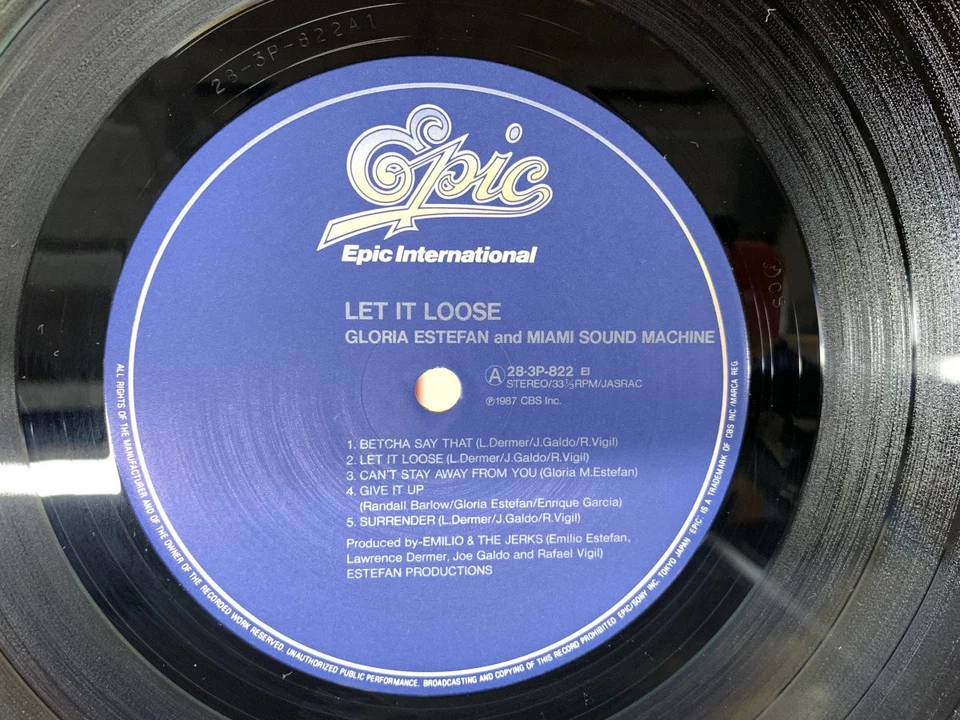 28-3P-822A1
Epic
Epic International
LET IT LOOSE
GLORIA ESTEFAN and MIAMI SOUND MACHINE
A 28-3P-822 EI
STEREO/33⅓RPM/JASRAC
℗1987 CBS Inc.
1. BETCHA SAY THAT (L.Dermer/J.Galdo/R.Vigil)
2. LET IT LOOSE (L.Dermer/J.Galdo/R.Vigil)
3. CAN'T STAY AWAY FROM YOU (Gloria M.Estefan)
4. GIVE IT UP
(Randall Barlow/Gloria Estefan/Enrique Garcia)
5. SURRENDER (L.Dermer/J.Galdo/R.Vigil)
Produced by-EMILIO & THE JERKS (Emilio Estefan,
Lawrence Dermer, Joe Galdo and Rafael Vigil)
ESTEFAN PRODUCTIONS
ALL RIGHTS OF THE MANUFACTURER AND OF THE OWNER OF THE RECORDED WORK RESERVED. UNAUTHORIZED PUBLIC PERFORMANCE. BROADCASTING AND COPYING OF THIS RECORD PROHIBITED. EPIC/SONY INC. TOKYO JAPAN "EPIC" IS A TRADEMARK OF CBS INC./MARCA REG.